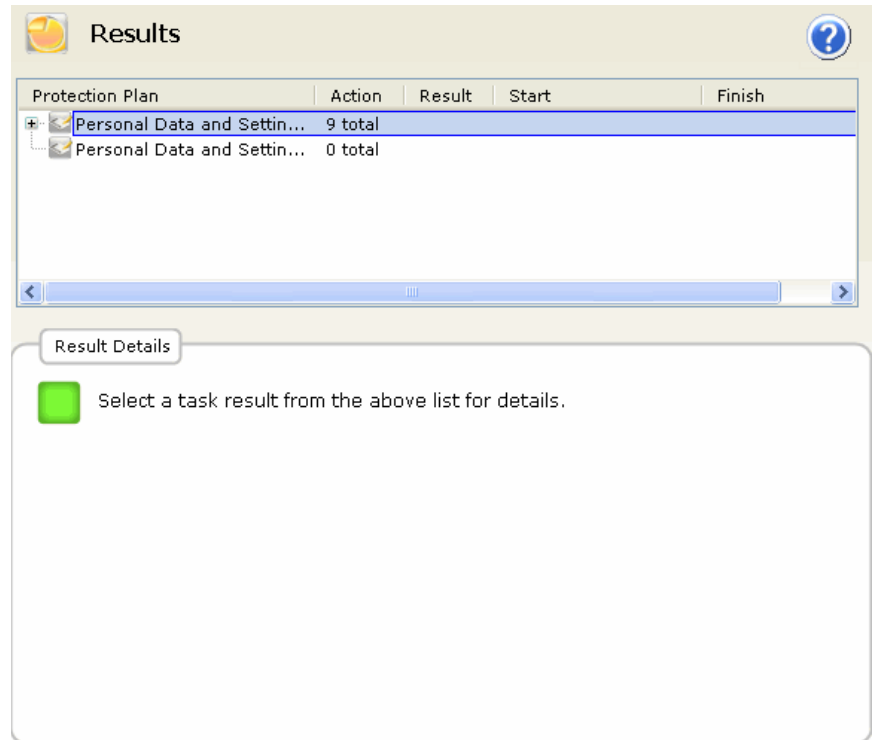 Results
Protection Plan Action Result Start Finish
Personal Data and Settin... 9 total
Personal Data and Settin... 0 total
Result Details
Select a task result from the above list for details.